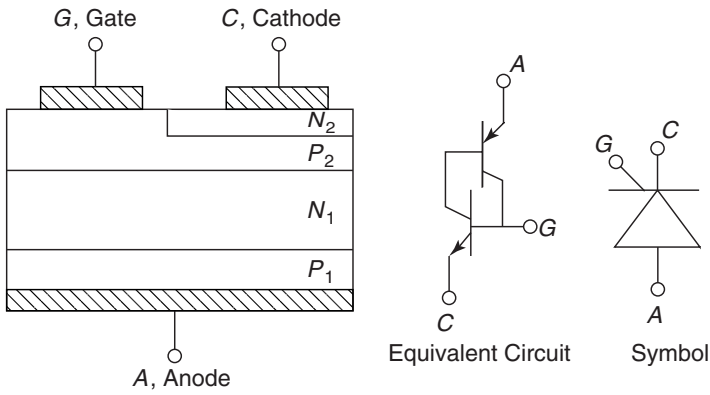 G, Gate
C, Cathode
N2
P2
N1
P1
A, Anode
A
G
C
Equivalent Circuit
G
C
A
Symbol